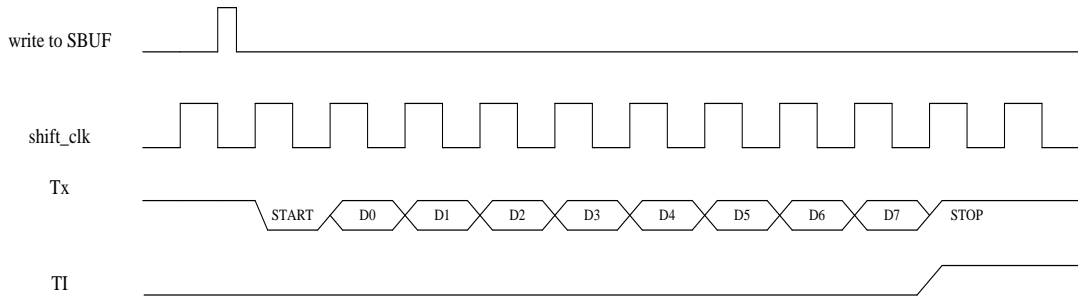 write to SBUF
shift_clk
Tx
START D0 D1 D2 D3 D4 D5 D6 D7 STOP
TI